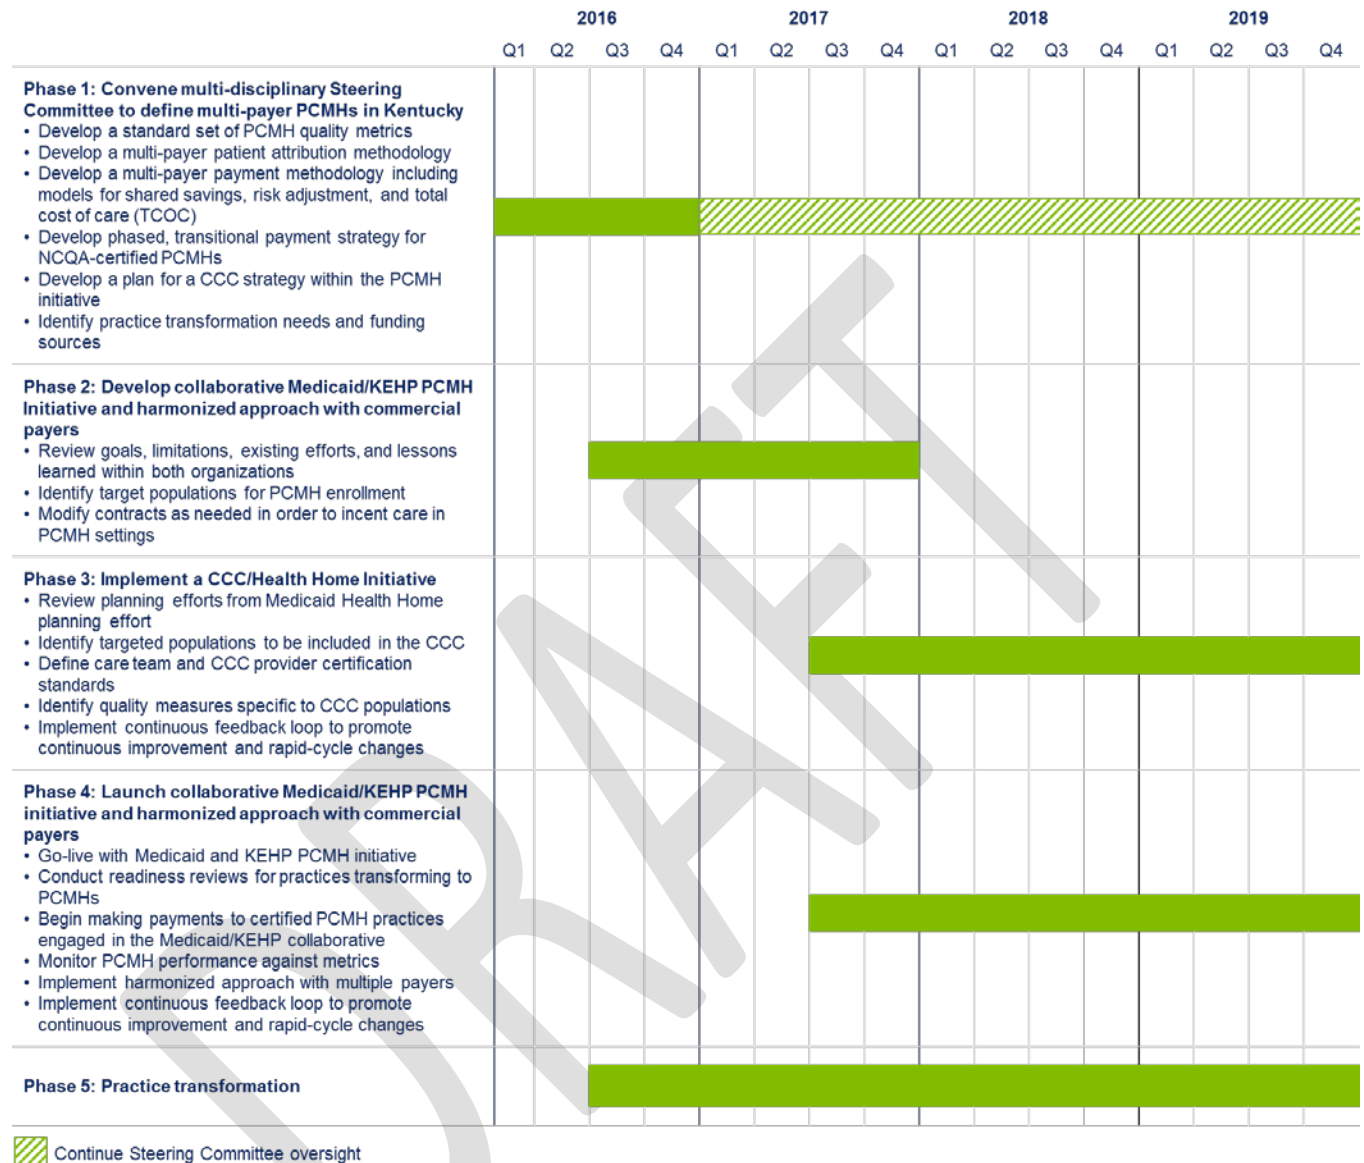 2016 2017 2018 2019
Q1 Q2 Q3 Q4 Q1 Q2 Q3 Q4 Q1 Q2 Q3 Q4 Q1 Q2 Q3 Q4
Phase 1: Convene multi-disciplinary Steering
Committee to define multi-payer PCMHs in Kentucky
• Develop a standard set of PCMH quality metrics
• Develop a multi-payer patient attribution methodology
• Develop a multi-payer payment methodology including
models for shared savings, risk adjustment, and total
cost of care (TCOC)
• Develop phased, transitional payment strategy for
NCQA-certified PCMHs
• Develop a plan for a CCC strategy within the PCMH
initiative
• Identify practice transformation needs and funding
sources
Phase 2: Develop collaborative Medicaid/KEHP PCMH
Initiative and harmonized approach with commercial
payers
• Review goals, limitations, existing efforts, and lessons
learned within both organizations
• Identify target populations for PCMH enrollment
• Modify contracts as needed in order to incent care in
PCMH settings
Phase 3: Implement a CCC/Health Home Initiative
• Review planning efforts from Medicaid Health Home
planning effort
• Identify targeted populations to be included in the CCC
• Define care team and CCC provider certification
standards
• Identify quality measures specific to CCC populations
• Implement continuous feedback loop to promote
continuous improvement and rapid-cycle changes
Phase 4: Launch collaborative Medicaid/KEHP PCMH
initiative and harmonized approach with commercial
payers
• Go-live with Medicaid and KEHP PCMH initiative
• Conduct readiness reviews for practices transforming to
PCMHs
• Begin making payments to certified PCMH practices
engaged in the Medicaid/KEHP collaborative
• Monitor PCMH performance against metrics
• Implement harmonized approach with multiple payers
• Implement continuous feedback loop to promote
continuous improvement and rapid-cycle changes
Phase 5: Practice transformation
Continue Steering Committee oversight
DRAFT